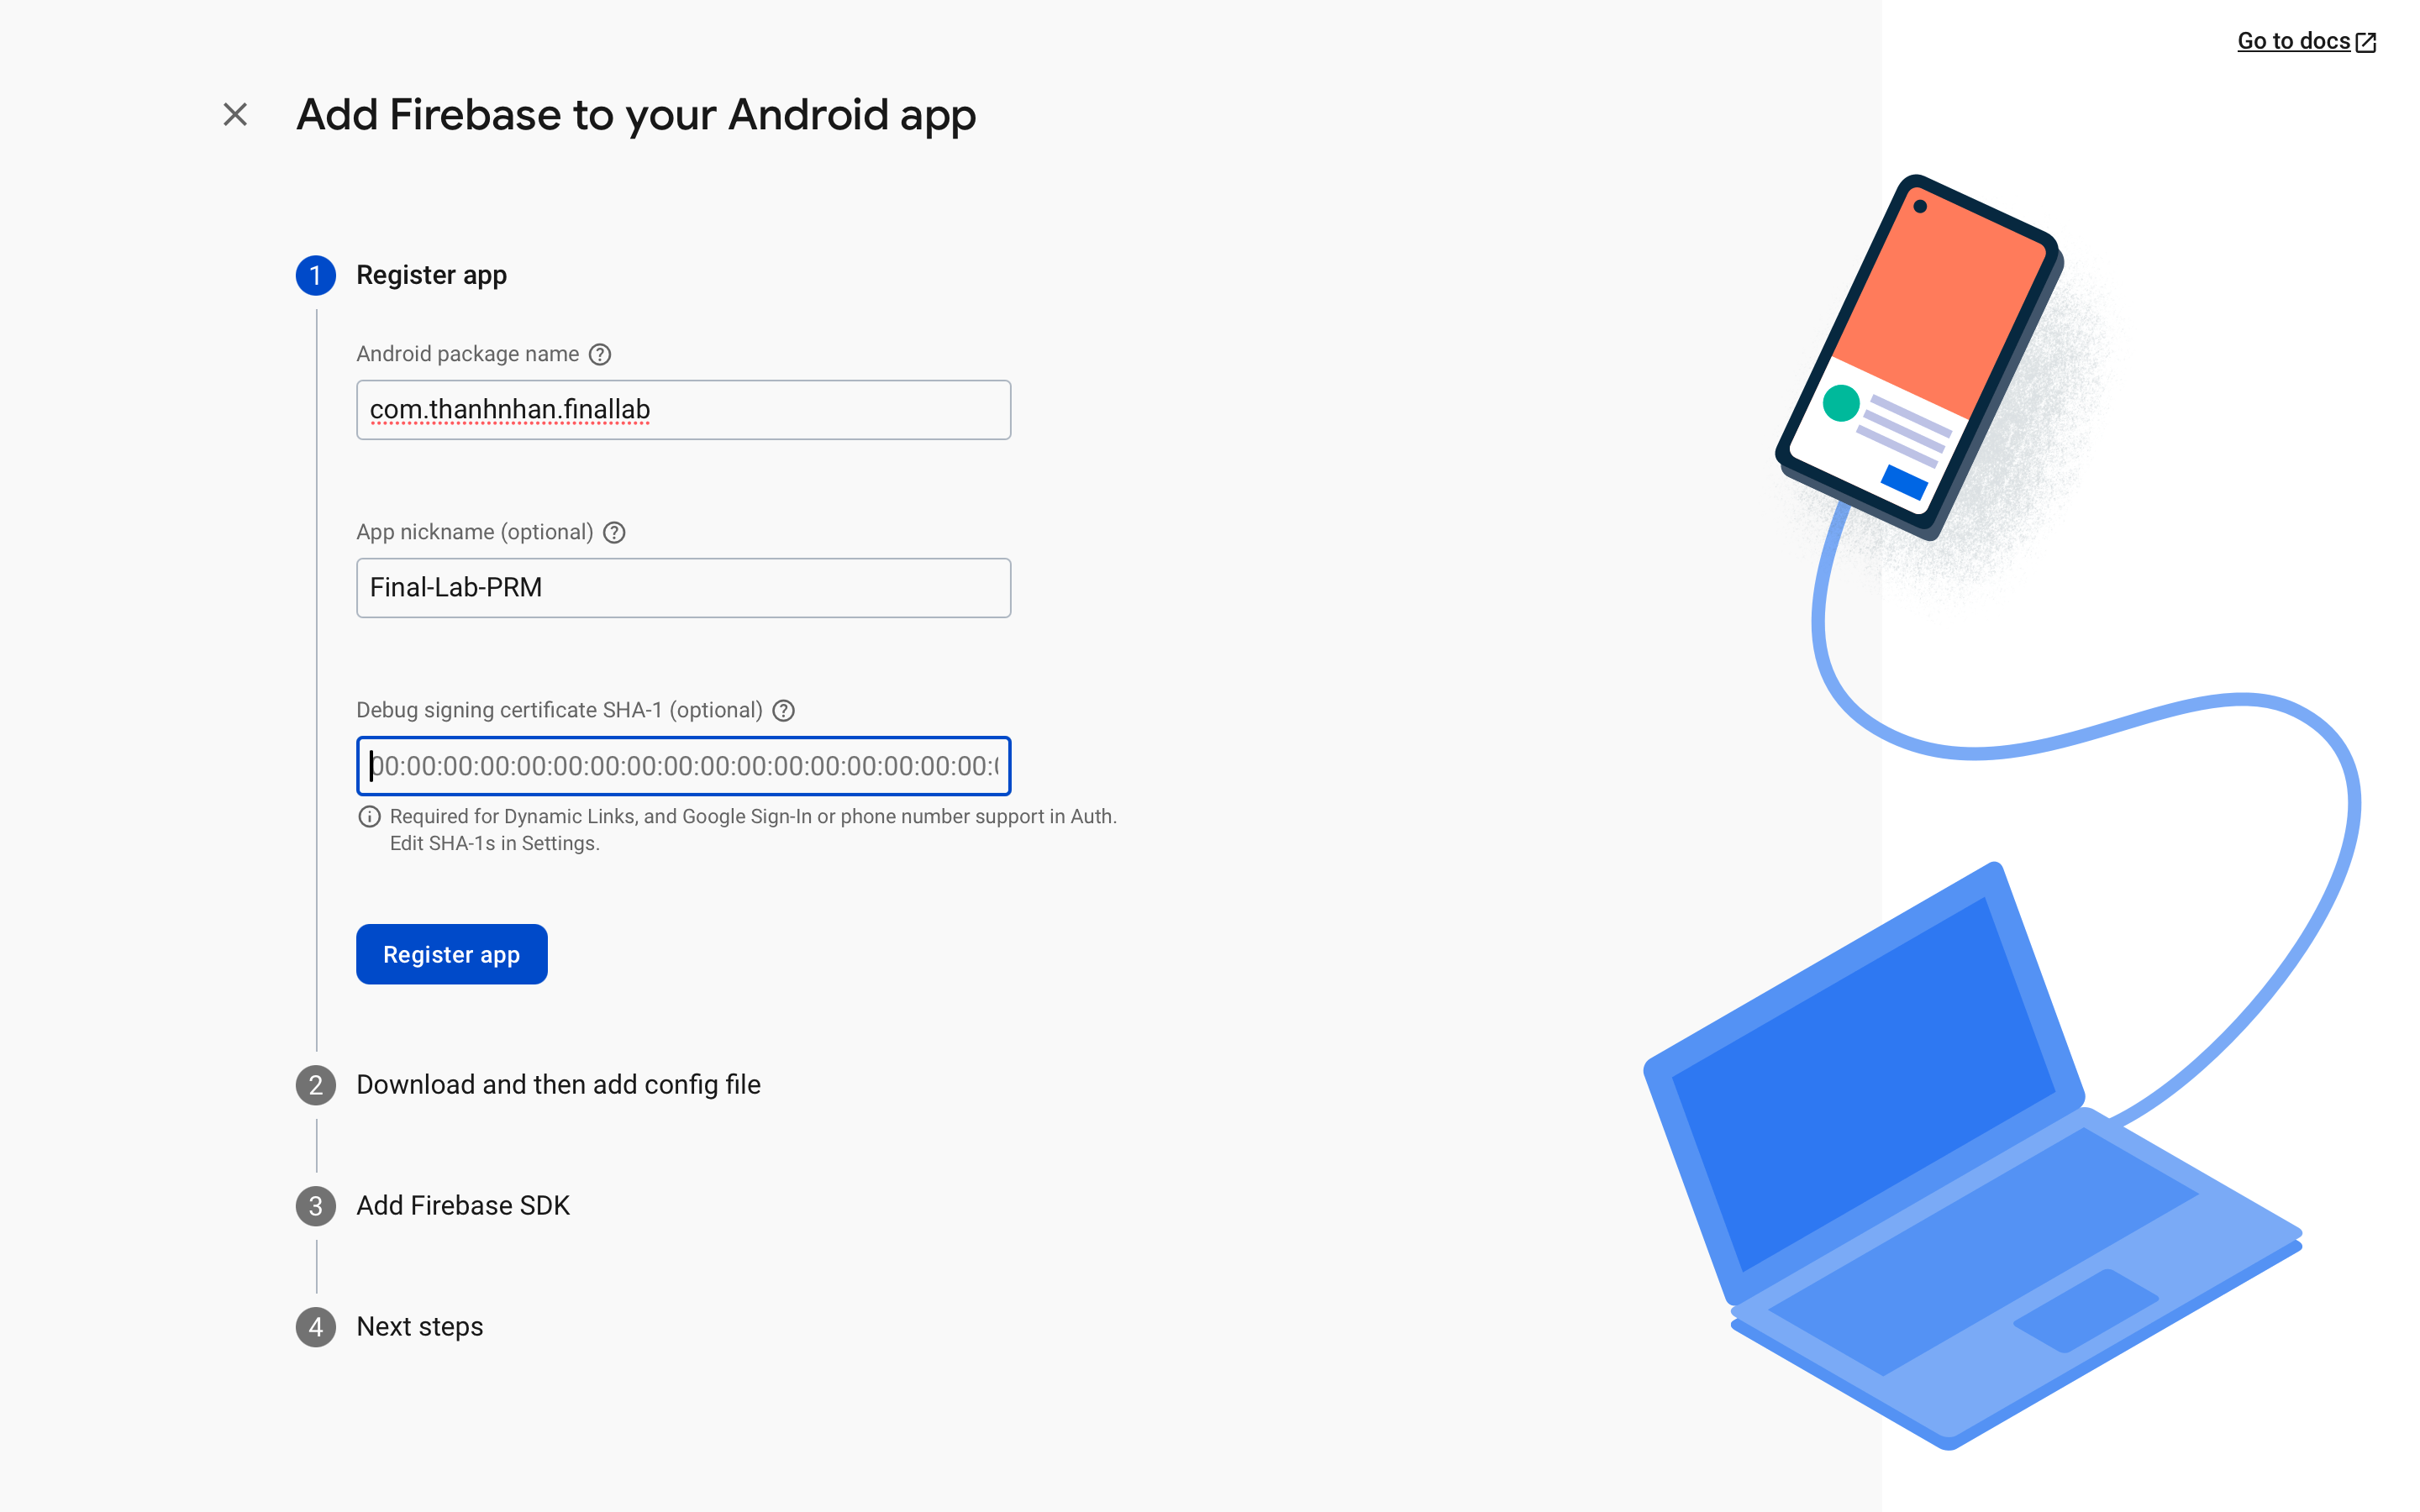 Go to docs
Add Firebase to your Android app
1 Register app
Android package name
com.thanhnhan.finallab
App nickname (optional)
Final-Lab-PRM
Debug signing certificate SHA-1 (optional)
00:00:00:00:00:00:00:00:00:00:00:00:00:00:00:00:00:0
Required for Dynamic Links, and Google Sign-In or phone number support in Auth.
Edit SHA-1s in Settings.
Register app
2 Download and then add config file
3 Add Firebase SDK
4 Next steps